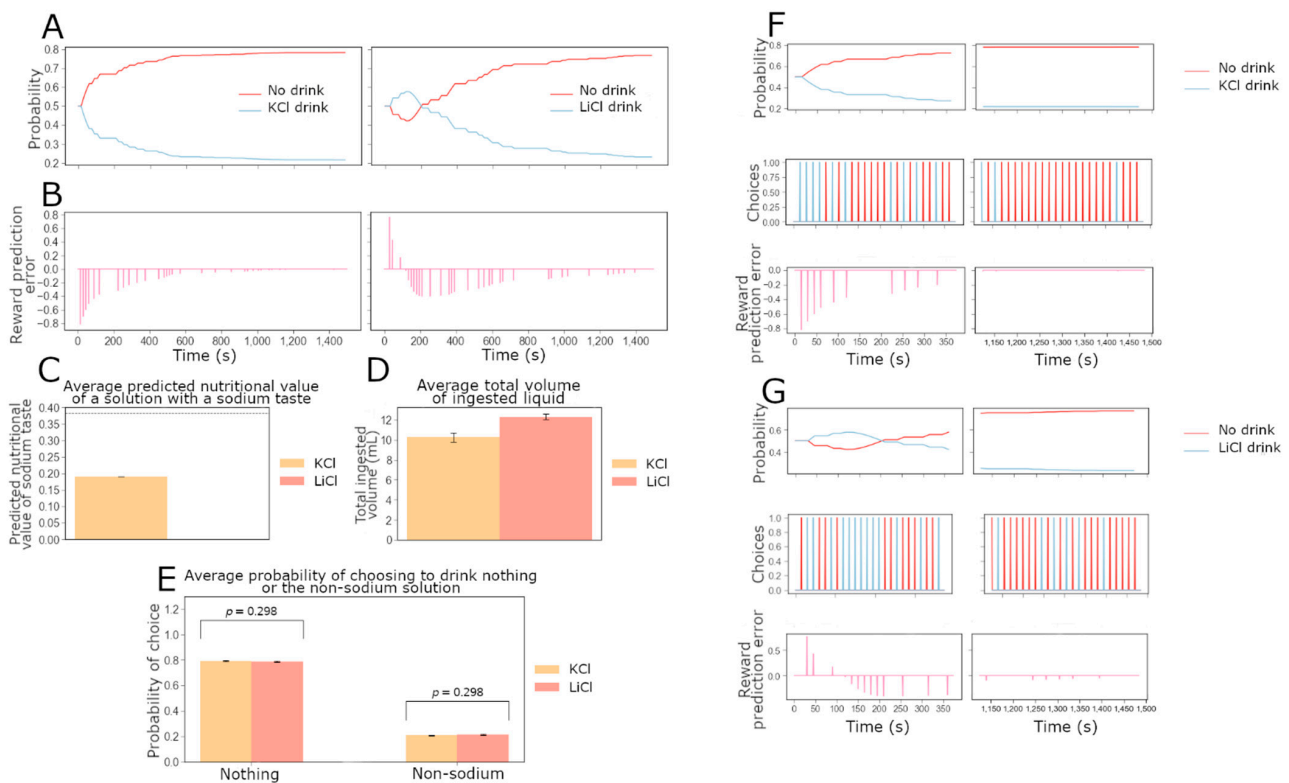 A
0.8
0.7
0.6
0.5
0.4
0.3
0.2
Probability
No drink
KCl drink
No drink
LiCl drink
B
0.8
0.6
0.4
0.2
0.0
−0.2
−0.4
−0.6
−0.8
Reward prediction
error
0 200 400 600 800 1,000 1,200 1,400
Time (s)
0 200 400 600 800 1,000 1,200 1,400
Time (s)
C
Average predicted nutritional value
of a solution with a sodium taste
0.40
0.35
0.30
0.25
0.20
0.15
0.10
0.05
0.00
Predicted nutritional
value of sodium taste
KCl
LiCl
D
Average total volume
of ingested liquid
12
10
8
6
4
2
0
Total ingested
volume (mL)
KCl
LiCl
E
Average probability of choosing to drink nothing
or the non-sodium solution
1.2
1.0
0.8
0.6
0.4
0.2
0.0
Probability of choice
p = 0.298
p = 0.298
KCl
LiCl
Nothing
Non-sodium
F
0.8
0.6
0.4
0.2
Probability
No drink
KCl drink
1.00
0.75
0.50
0.25
0.00
Choices
0.0
−0.2
−0.4
−0.6
−0.8
Reward
prediction error
0 50 100 150 200 250 300 350
Time (s)
1,150 1,200 1,250 1,300 1,350 1,400 1,450 1,500
Time (s)
G
0.6
0.4
Probability
No drink
LiCl drink
1.0
0.8
0.6
0.4
0.2
0.0
Choices
0.5
0.0
Reward
prediction error
0 50 100 150 200 250 300 350
Time (s)
1,150 1,200 1,250 1,300 1,350 1,400 1,450 1,500
Time (s)